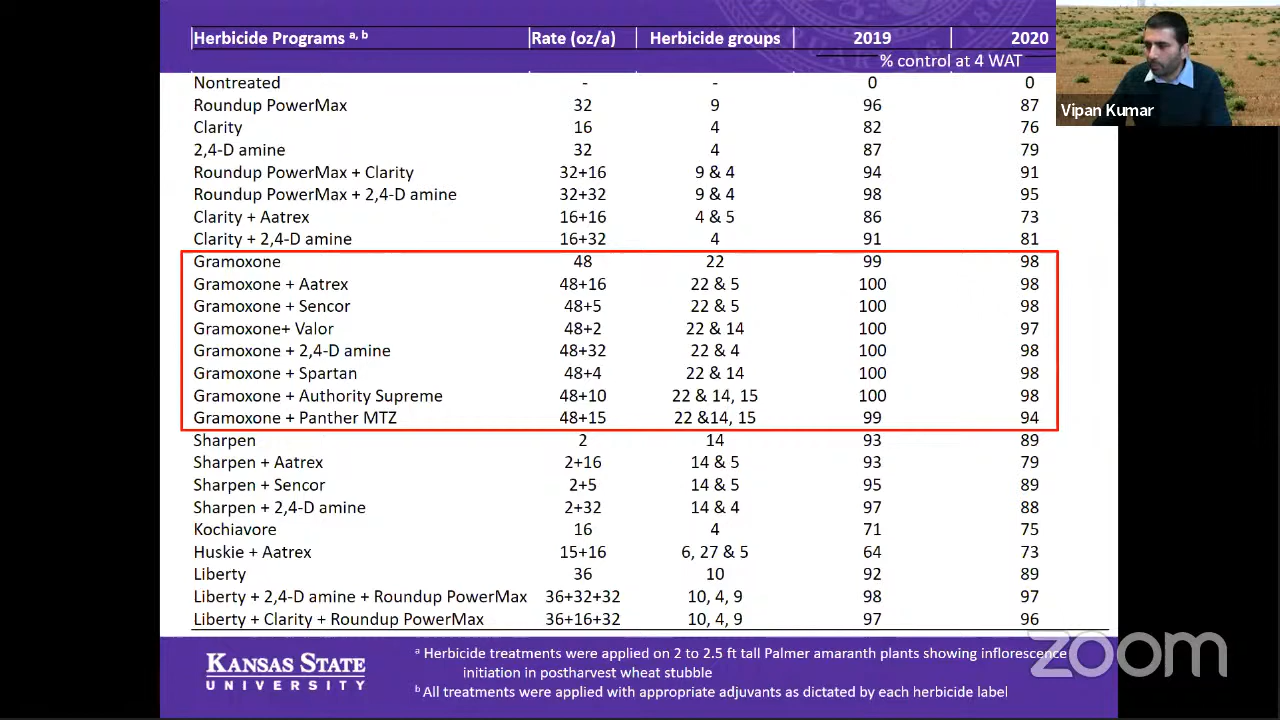 Herbicide Programs a, b Rate (oz/a) Herbicide groups 2019 2020
% control at 4 WAT
Nontreated - - 0 0
Roundup PowerMax 32 9 96 87
Clarity 16 4 82 76
2,4-D amine 32 4 87 79
Roundup PowerMax + Clarity 32+16 9 & 4 94 91
Roundup PowerMax + 2,4-D amine 32+32 9 & 4 98 95
Clarity + Aatrex 16+16 4 & 5 86 73
Clarity + 2,4-D amine 16+32 4 91 81
Gramoxone 48 22 99 98
Gramoxone + Aatrex 48+16 22 & 5 100 98
Gramoxone + Sencor 48+5 22 & 5 100 98
Gramoxone+ Valor 48+2 22 & 14 100 97
Gramoxone + 2,4-D amine 48+32 22 & 4 100 98
Gramoxone + Spartan 48+4 22 & 14 100 98
Gramoxone + Authority Supreme 48+10 22 & 14, 15 100 98
Gramoxone + Panther MTZ 48+15 22 &14, 15 99 94
Sharpen 2 14 93 89
Sharpen + Aatrex 2+16 14 & 5 93 79
Sharpen + Sencor 2+5 14 & 5 95 89
Sharpen + 2,4-D amine 2+32 14 & 4 97 88
Kochiavore 16 4 71 75
Huskie + Aatrex 15+16 6, 27 & 5 64 73
Liberty 36 10 92 89
Liberty + 2,4-D amine + Roundup PowerMax 36+32+32 10, 4, 9 98 97
Liberty + Clarity + Roundup PowerMax 36+16+32 10, 4, 9 97 96
Vipan Kumar
KANSAS STATE
UNIVERSITY
a Herbicide treatments were applied on 2 to 2.5 ft tall Palmer amaranth plants showing inflorescence
initiation in postharvest wheat stubble
b All treatments were applied with appropriate adjuvants as dictated by each herbicide label
zoom